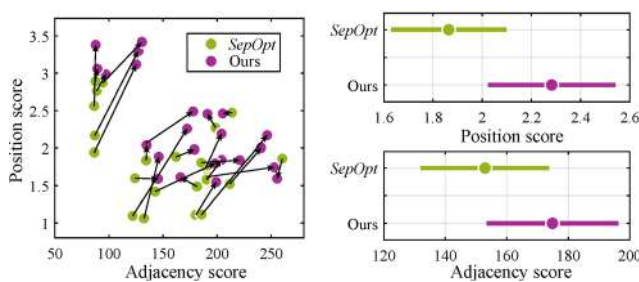 3.5
3
2.5
2
1.5
1
50 100 150 200 250
Position score
Adjacency score
SepOpt
Ours
SepOpt
Ours
1.6 1.8 2 2.2 2.4 2.6
Position score
SepOpt
Ours
120 140 160 180 200
Adjacency score